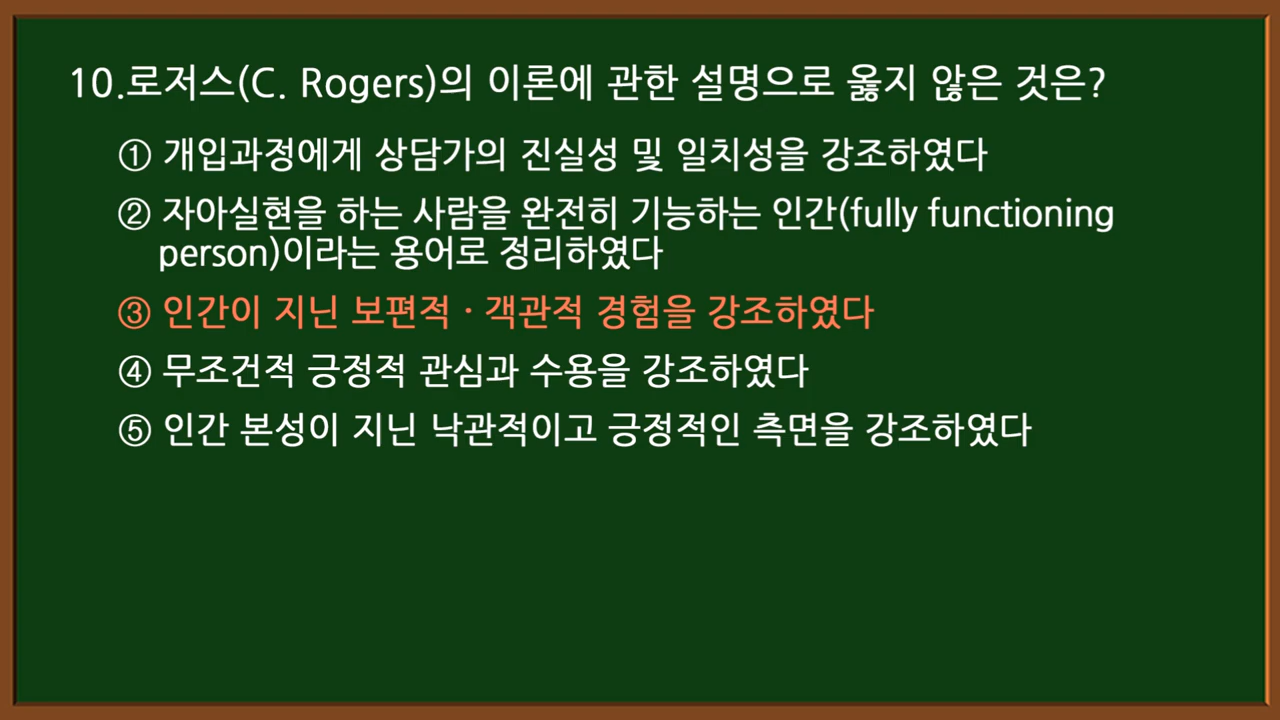 10.로저스(C. Rogers)의 이론에 관한 설명으로 옳지 않은 것은?
① 개입과정에게 상담가의 진실성 및 일치성을 강조하였다
② 자아실현을 하는 사람을 완전히 기능하는 인간(fully functioning
person)이라는 용어로 정리하였다
③ 인간이 지닌 보편적 · 객관적 경험을 강조하였다
④ 무조건적 긍정적 관심과 수용을 강조하였다
⑤ 인간 본성이 지닌 낙관적이고 긍정적인 측면을 강조하였다